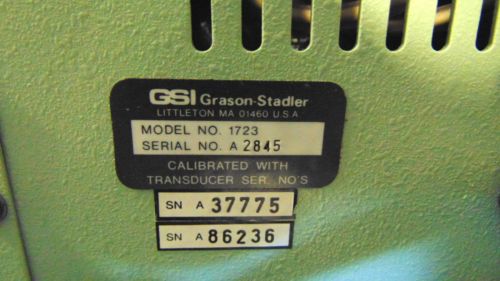 GSI Grason-Stadler
LITTLETON MA 01460 U.S.A.
MODEL NO. 1723
SERIAL NO. A 2845
CALIBRATED WITH
TRANSDUCER SER. NO'S
SN A 37775
SN A 86236